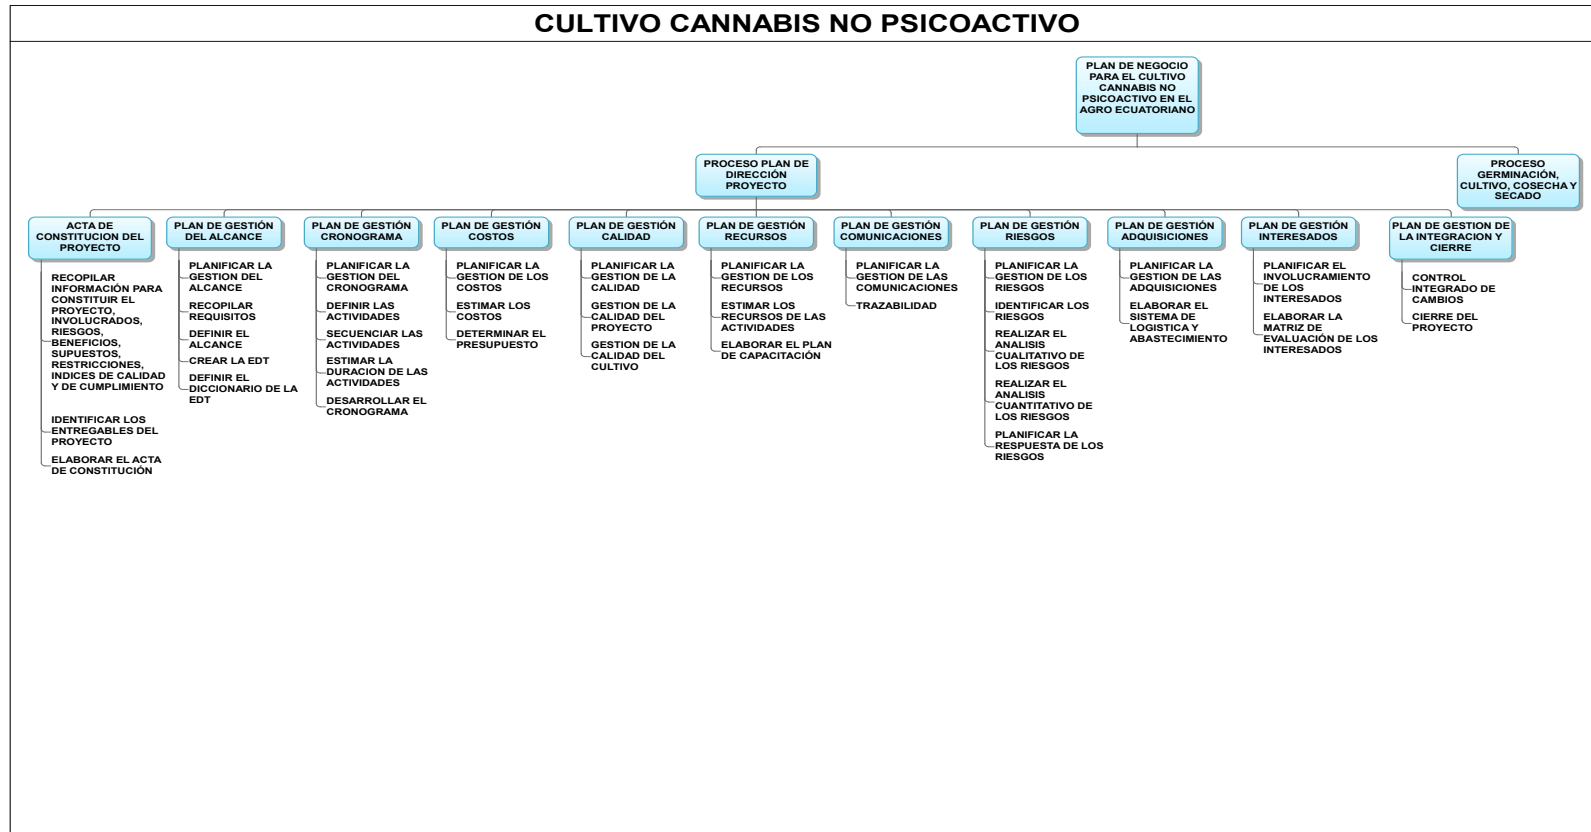 CULTIVO CANNABIS NO PSICOACTIVO
PLAN DE NEGOCIO
PARA EL CULTIVO
CANNABIS NO
PSICOACTIVO EN EL
AGRO ECUATORIANO
PROCESO PLAN DE
DIRECCIÓN
PROYECTO
PROCESO
GERMINACIÓN,
CULTIVO, COSECHA Y
SECADO
ACTA DE
CONSTITUCION DEL
PROYECTO
RECOPILAR
INFORMACIÓN PARA
CONSTITUIR EL
PROYECTO,
INVOLUCRADOS,
RIESGOS,
BENEFICIOS,
SUPUESTOS,
RESTRICCIONES,
INDICES DE CALIDAD
Y DE CUMPLIMIENTO
IDENTIFICAR LOS
ENTREGABLES DEL
PROYECTO
ELABORAR EL ACTA
DE CONSTITUCIÓN
PLAN DE GESTIÓN
DEL ALCANCE
PLANIFICAR LA
GESTION DEL
ALCANCE
RECOPILAR
REQUISITOS
DEFINIR EL
ALCANCE
CREAR LA EDT
DEFINIR EL
DICCIONARIO DE LA
EDT
PLAN DE GESTIÓN
CRONOGRAMA
PLANIFICAR LA
GESTION DEL
CRONOGRAMA
DEFINIR LAS
ACTIVIDADES
SECUENCIAR LAS
ACTIVIDADES
ESTIMAR LA
DURACION DE LAS
ACTIVIDADES
DESARROLLAR EL
CRONOGRAMA
PLAN DE GESTIÓN
COSTOS
PLANIFICAR LA
GESTION DE LOS
COSTOS
ESTIMAR LOS
COSTOS
DETERMINAR EL
PRESUPUESTO
PLAN DE GESTIÓN
CALIDAD
PLANIFICAR LA
GESTION DE LA
CALIDAD
GESTION DE LA
CALIDAD DEL
PROYECTO
GESTION DE LA
CALIDAD DEL
CULTIVO
PLAN DE GESTIÓN
RECURSOS
PLANIFICAR LA
GESTION DE LOS
RECURSOS
ESTIMAR LOS
RECURSOS DE LAS
ACTIVIDADES
ELABORAR EL PLAN
DE CAPACITACIÓN
PLAN DE GESTIÓN
COMUNICACIONES
PLANIFICAR LA
GESTION DE LAS
COMUNICACIONES
TRAZABILIDAD
PLAN DE GESTIÓN
RIESGOS
PLANIFICAR LA
GESTION DE LOS
RIESGOS
IDENTIFICAR LOS
RIESGOS
REALIZAR EL
ANALISIS
CUALITATIVO DE
LOS RIESGOS
REALIZAR EL
ANALISIS
CUANTITATIVO DE
LOS RIESGOS
PLANIFICAR LA
RESPUESTA DE LOS
RIESGOS
PLAN DE GESTIÓN
ADQUISICIONES
PLANIFICAR LA
GESTION DE LAS
ADQUISICIONES
ELABORAR EL
SISTEMA DE
LOGISTICA Y
ABASTECIMIENTO
PLAN DE GESTIÓN
INTERESADOS
PLANIFICAR EL
INVOLUCRAMIENTO
DE LOS
INTERESADOS
ELABORAR LA
MATRIZ DE
EVALUACIÓN DE LOS
INTERESADOS
PLAN DE GESTION DE
LA INTEGRACION Y
CIERRE
CONTROL
INTEGRADO DE
CAMBIOS
CIERRE DEL
PROYECTO